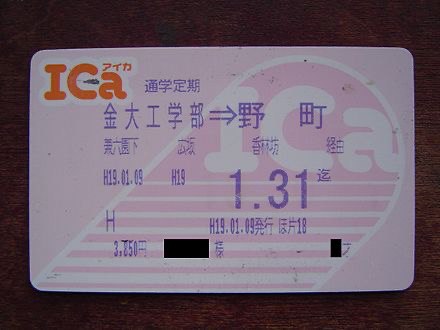 アイカ
ICa
通学定期
金大工学部⇒野町
兼六園下 広坂 香林坊 経由
H19.01.09 H19 1.31迄
H H19.01.09発行 ほ片18
3,850円 様 才
ICa